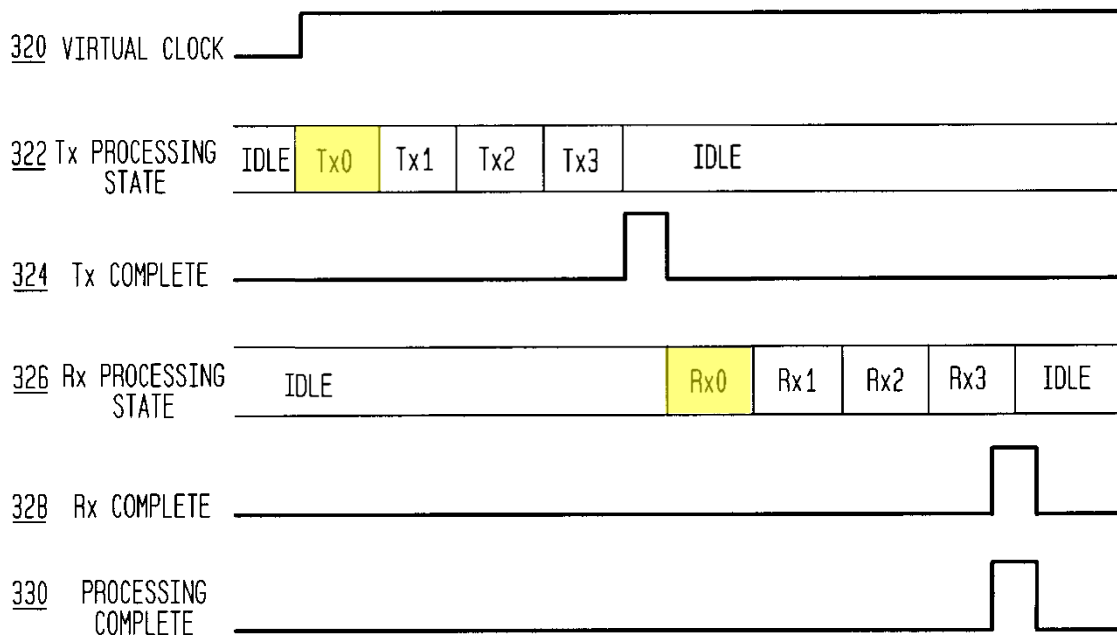 320 VIRTUAL CLOCK
322 Tx PROCESSING STATE
IDLE Tx0 Tx1 Tx2 Tx3 IDLE
324 Tx COMPLETE
326 Rx PROCESSING STATE
IDLE Rx0 Rx1 Rx2 Rx3 IDLE
328 Rx COMPLETE
330 PROCESSING COMPLETE